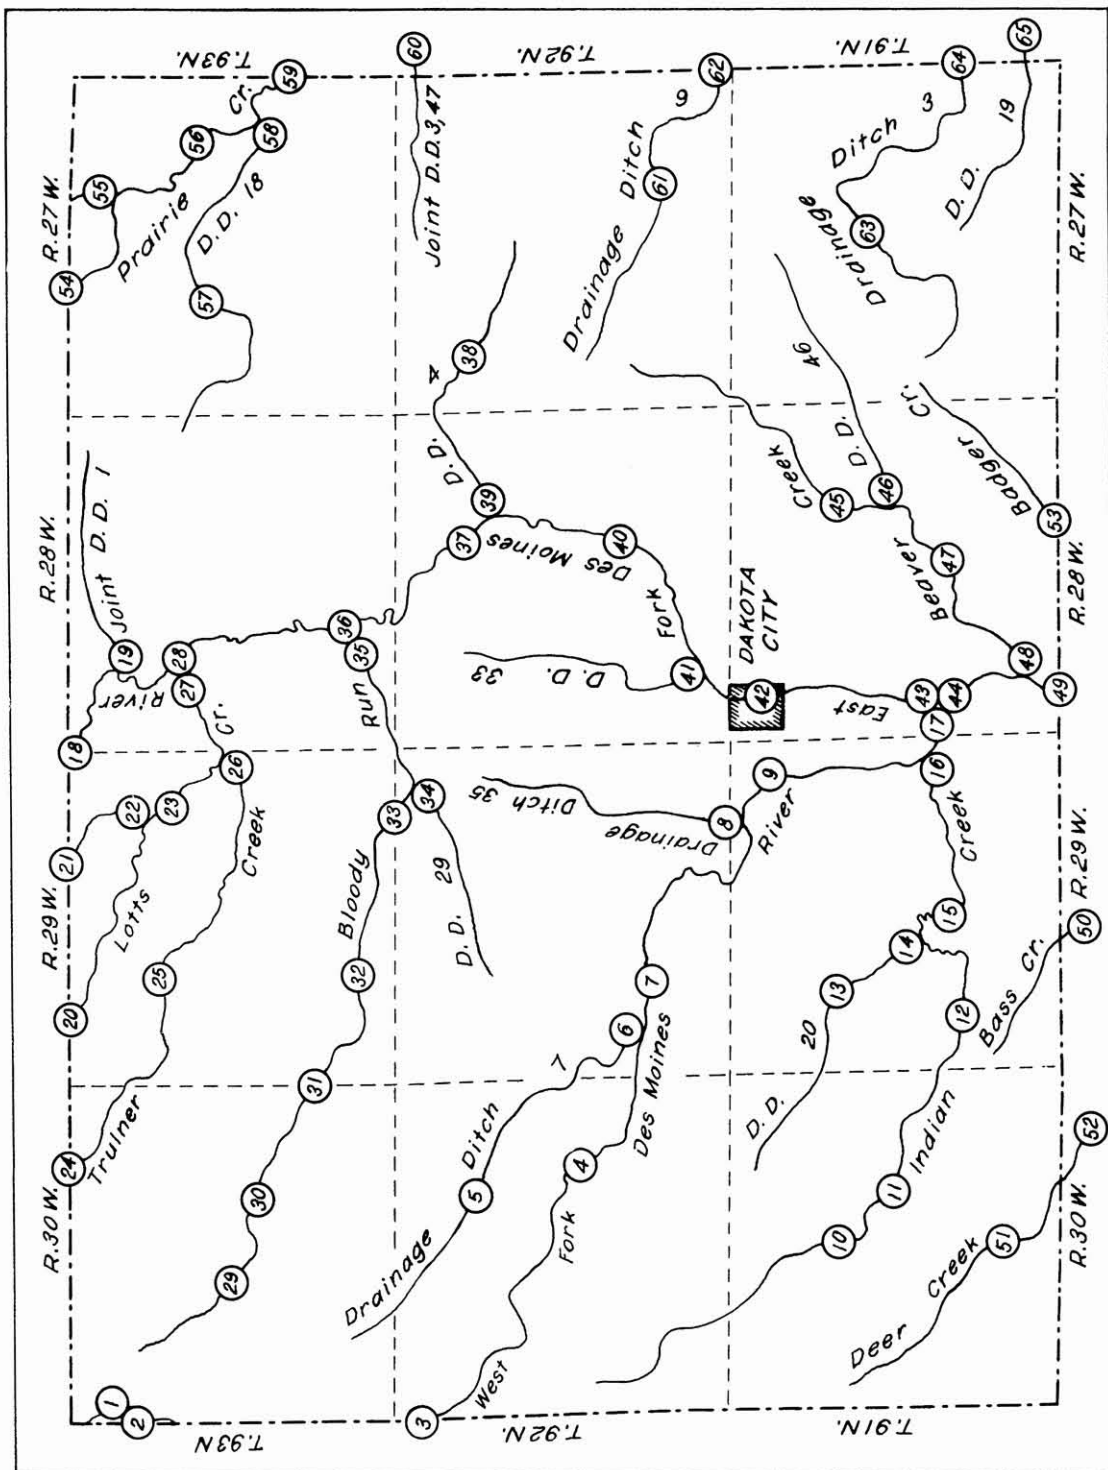 R.30W.
R.29W.
R.28W.
R.27W.
T.93N
T.93N.
T.92N.
T.92N.
T.91N.
T.91N.
R.30W.
R.29W.
R.28W.
R.27W.
1
2
3
West Fork Des Moines River
4
Drainage Ditch 7
5
6
7
Drainage Ditch 35
8
9
Indian Creek
10
11
12
D.D. 20
13
14
15
16
17
18
River
19
Joint D.D. 1
20
21
22
23
Lotts Cr.
24
Trulner Creek
25
26
27
28
29
30
31
32
Bloody Run
33
34
D.D. 29
35
36
37
D.D. 4
38
39
East Fork Des Moines
40
D.D. 33
41
DAKOTA
CITY
42
43
44
Beaver Creek
45
D.D. 46
46
47
48
49
Bass Cr.
50
Deer Creek
51
52
Badger Cr.
53
54
55
Prairie Cr.
56
D.D. 18
57
58
59
Joint D.D.3,47
60
Drainage Ditch 9
61
62
Drainage Ditch 3
63
64
D.D. 19
65